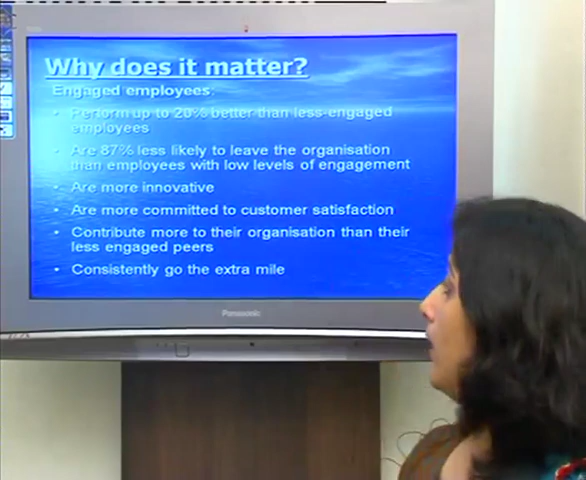 Why does it matter?
Engaged employees:
• Perform up to 20% better than less-engaged
employees
• Are 87% less likely to leave the organisation
than employees with low levels of engagement
• Are more innovative
• Are more committed to customer satisfaction
• Contribute more to their organisation than their
less engaged peers
• Consistently go the extra mile
Panasonic